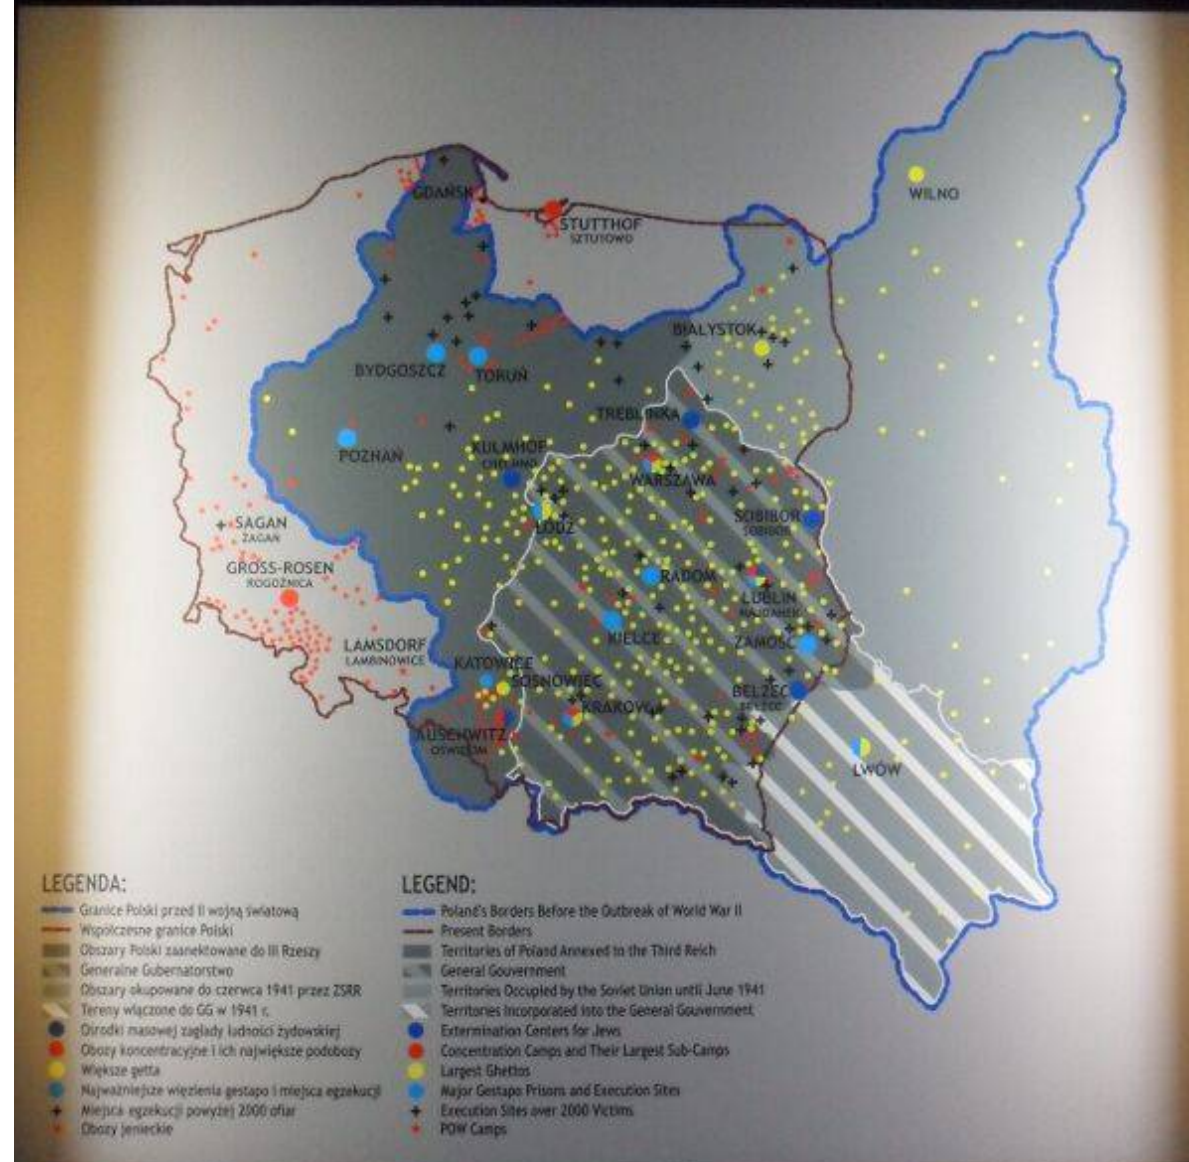 WILNO
GDAŃSK
STUTTHOF
SZTUTOWO
BIALYSTOK
BYDGOSZCZ
TORUŃ
TREBLINKA
POZNAŃ
KULMHOF
CHEŁMNO
WARSZAWA
SAGAN
ŻAGAŃ
ŁÓDŹ
SOBIBOR
SOBIBÓR
GROSS-ROSEN
ROGOŹNICA
RADOM
LUBLIN
MAJDANEK
LAMSDORF
ŁAMBINOWICE
KIELCE
ZAMOŚĆ
KATOWICE
SOSNOWIEC
KRAKOW
BELZEC
BEŁŻEC
AUSCHWITZ
OŚWIĘCIM
LWÓW
LEGENDA:
Granice Polski przed II wojną światową
Współczesne granice Polski
Obszary Polski zaanektowane do III Rzeszy
Generalne Gubernatorstwo
Obszary okupowane do czerwca 1941 przez ZSRR
Tereny włączone do GG w 1941 r.
Ośrodki masowej zagłady ludności żydowskiej
Obozy koncentracyjne i ich największe podobozy
Większe getta
Najważniejsze więzienia gestapo i miejsca egzekucji
Miejsca egzekucji powyżej 2000 ofiar
Obozy jenieckie
LEGEND:
Poland's Borders Before the Outbreak of World War II
Present Borders
Territories of Poland Annexed to the Third Reich
General Gouvernment
Territories Occupied by the Soviet Union until June 1941
Territories Incorporated into the General Gouvernment
Extermination Centers for Jews
Concentration Camps and Their Largest Sub-Camps
Largest Ghettos
Major Gestapo Prisons and Execution Sites
Execution Sites over 2000 Victims
POW Camps